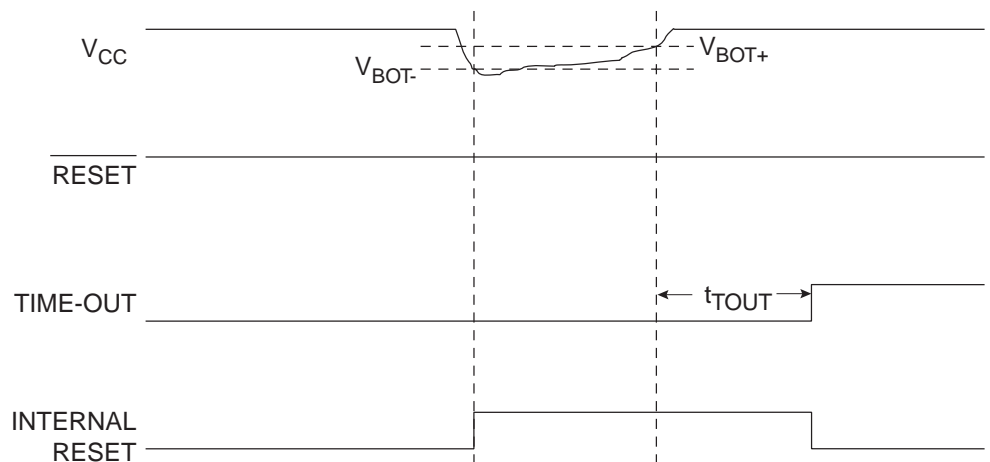 VCC
VBOT-
VBOT+
RESET
TIME-OUT
tTOUT
INTERNAL
RESET